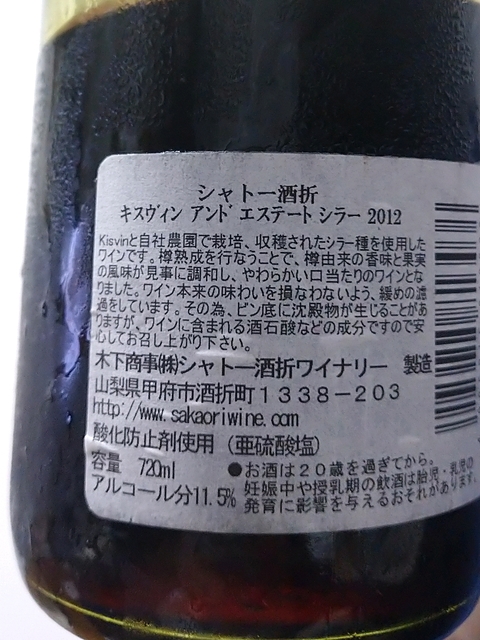 シャトー酒折
キスヴィン アンド エステート シラー 2012
Kisvinと自社農園で栽培、収穫されたシラー種を使用した
ワインです。樽熟成を行なうことで、樽由来の香味と果実
の風味が見事に調和し、やわらかい口当たりのワインとな
りました。ワイン本来の味わいを損なわないよう、緩めの濾
過をしています。その為、ビン底に沈殿物が生じることがあ
りますが、ワインに含まれる酒石酸などの成分ですので安
心してお召し上がり下さい。
木下商事㈱シャトー酒折ワイナリー 製造
山梨県甲府市酒折町1338-203
http://www.sakaoriwine.com
酸化防止剤使用（亜硫酸塩）
容量 720ml
アルコール分11.5%
●お酒は20歳を過ぎてから。
妊娠中や授乳期の飲酒は胎児・乳児の
発育に影響を与えるおそれがあります。